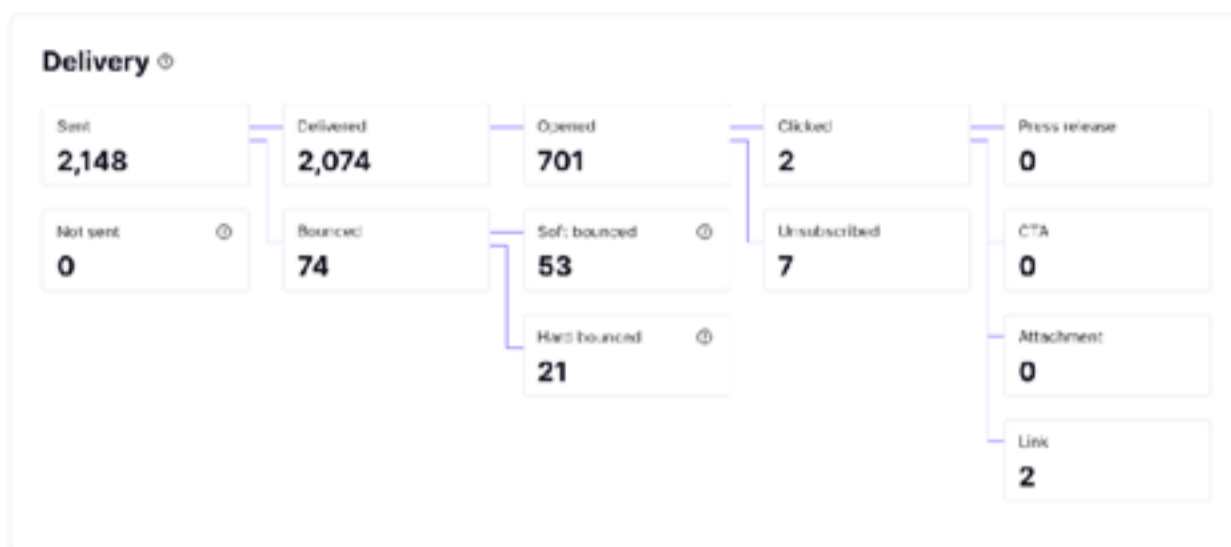 Delivery
Sent
2,148
Delivered
2,074
Opened
701
Clicked
2
Press release
0
Not sent
0
Bounced
74
Soft bounced
53
Unsubscribed
7
CTA
0
Hard bounced
21
Attachment
0
Link
2